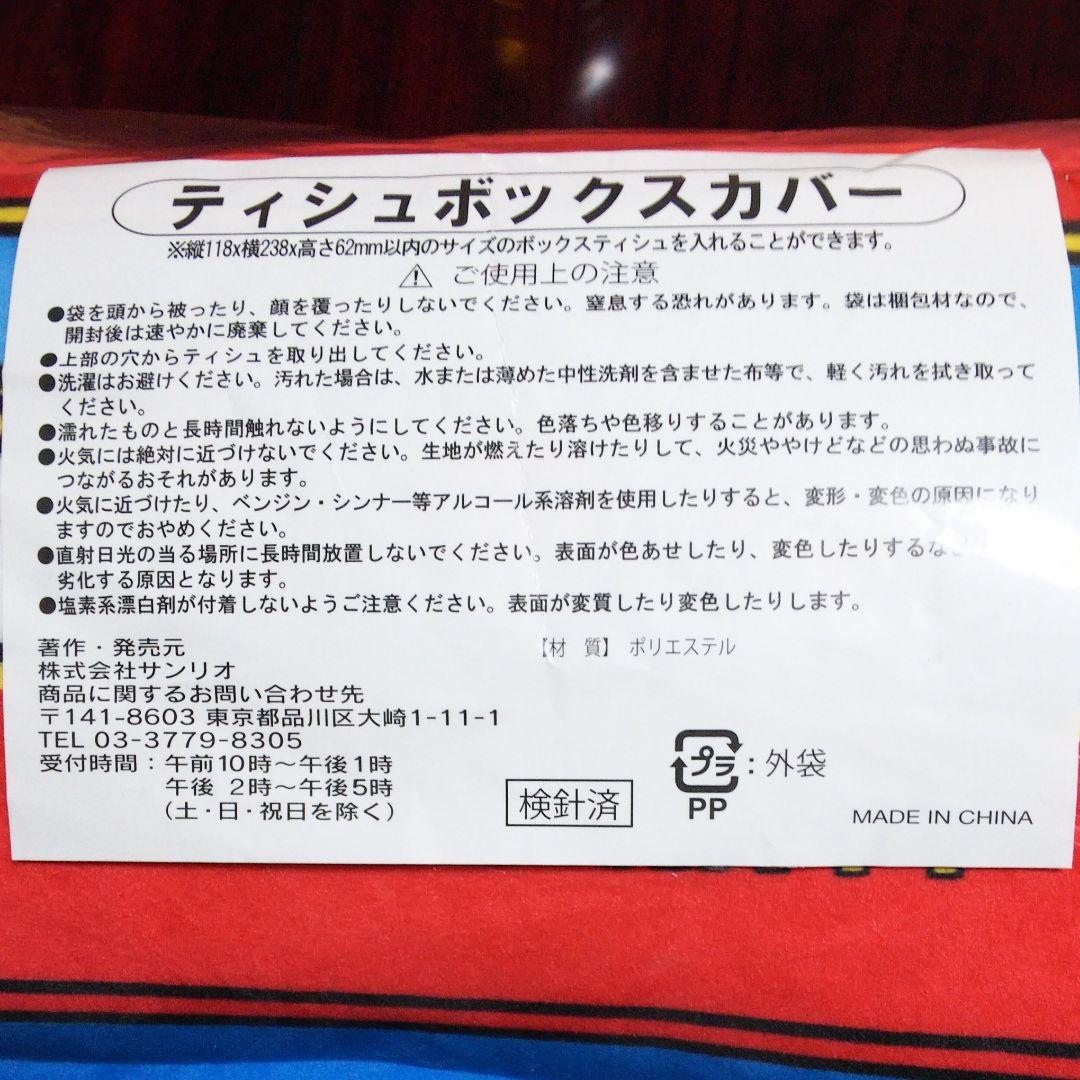 ティシュボックスカバー
※縦118x横238x高さ62mm以内のサイズのボックスティシュを入れることができます。
⚠ ご使用上の注意
●袋を頭から被ったり、顔を覆ったりしないでください。窒息する恐れがあります。袋は梱包材なので、
開封後は速やかに廃棄してください。
●上部の穴からティシュを取り出してください。
●洗濯はお避けください。汚れた場合は、水または薄めた中性洗剤を含ませた布等で、軽く汚れを拭き取って
ください。
●濡れたものと長時間触れないようにしてください。色落ちや色移りすることがあります。
●火気には絶対に近づけないでください。生地が燃えたり溶けたりして、火災ややけどなどの思わぬ事故に
つながるおそれがあります。
●火気に近づけたり、ベンジン・シンナー等アルコール系溶剤を使用したりすると、変形・変色の原因になり
ますのでおやめください。
●直射日光の当る場所に長時間放置しないでください。表面が色あせしたり、変色したりするな
劣化する原因となります。
●塩素系漂白剤が付着しないようご注意ください。表面が変質したり変色したりします。
著作・発売元
株式会社サンリオ
商品に関するお問い合わせ先
〒141-8603 東京都品川区大崎1-11-1
TEL 03-3779-8305
受付時間：午前10時～午後1時
午後 2時～午後5時
(土・日・祝日を除く)
【材 質】 ポリエステル
検針済
プラ：外袋
PP
MADE IN CHINA